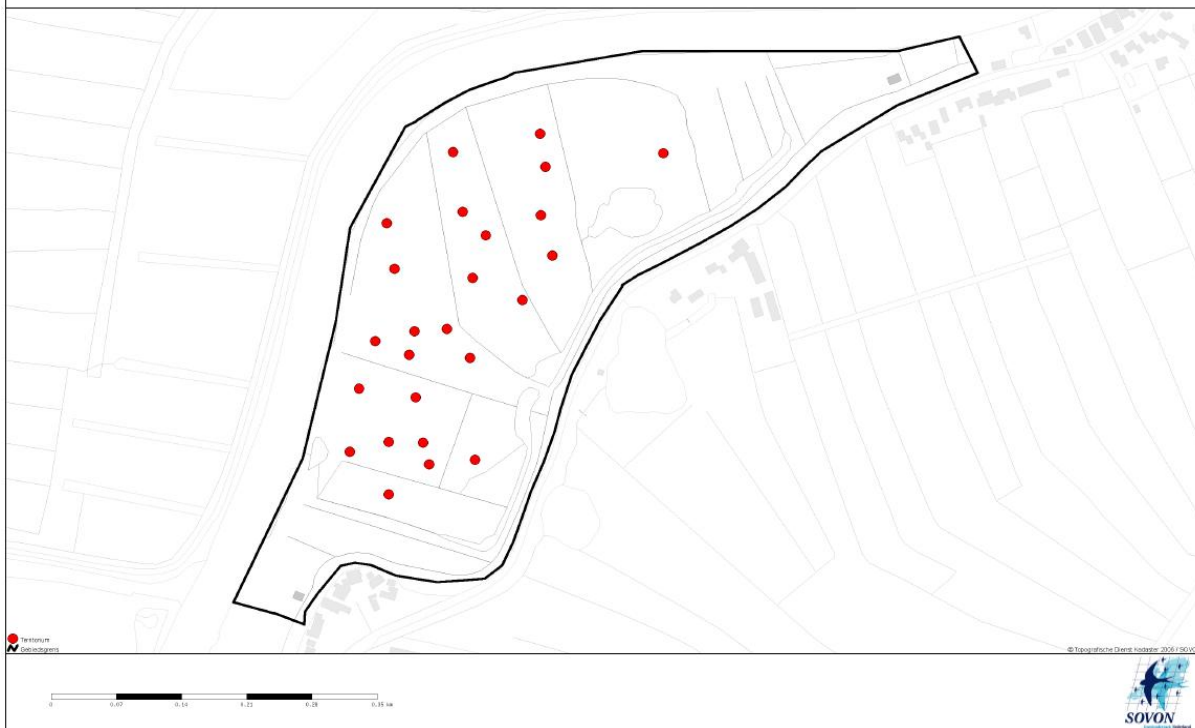 Territorium
Gebiedsgrens
© Topografische Dienst Kadaster 2006 / SOVON
0 0.07 0.14 0.21 0.28 0.35 km
SOVON